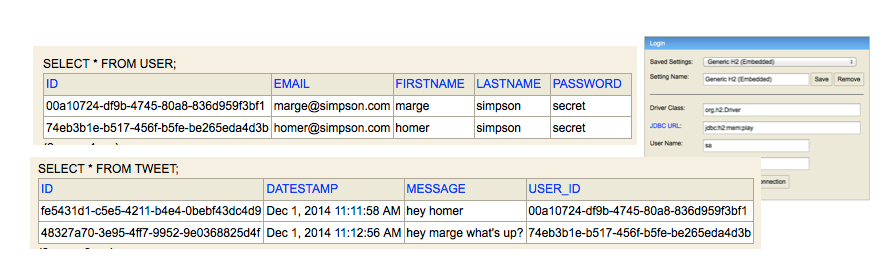 SELECT * FROM USER;
ID EMAIL FIRSTNAME LASTNAME PASSWORD
00a10724-df9b-4745-80a8-836d959f3bf1 marge@simpson.com marge simpson secret
74eb3b1e-b517-456f-b5fe-be265eda4d3b homer@simpson.com homer simpson secret
SELECT * FROM TWEET;
ID DATESTAMP MESSAGE USER_ID
fe5431d1-c5e5-4211-b4e4-0bebf43dc4d9 Dec 1, 2014 11:11:58 AM hey homer 00a10724-df9b-4745-80a8-836d959f3bf1
48327a70-3e95-4ff7-9952-9e0368825d4f Dec 1, 2014 11:12:56 AM hey marge what's up? 74eb3b1e-b517-456f-b5fe-be265eda4d3b
Login
Saved Settings: Generic H2 (Embedded)
Setting Name: Generic H2 (Embedded) Save Remove
Driver Class: org.h2.Driver
JDBC URL: jdbc:h2:mem:play
User Name: sa